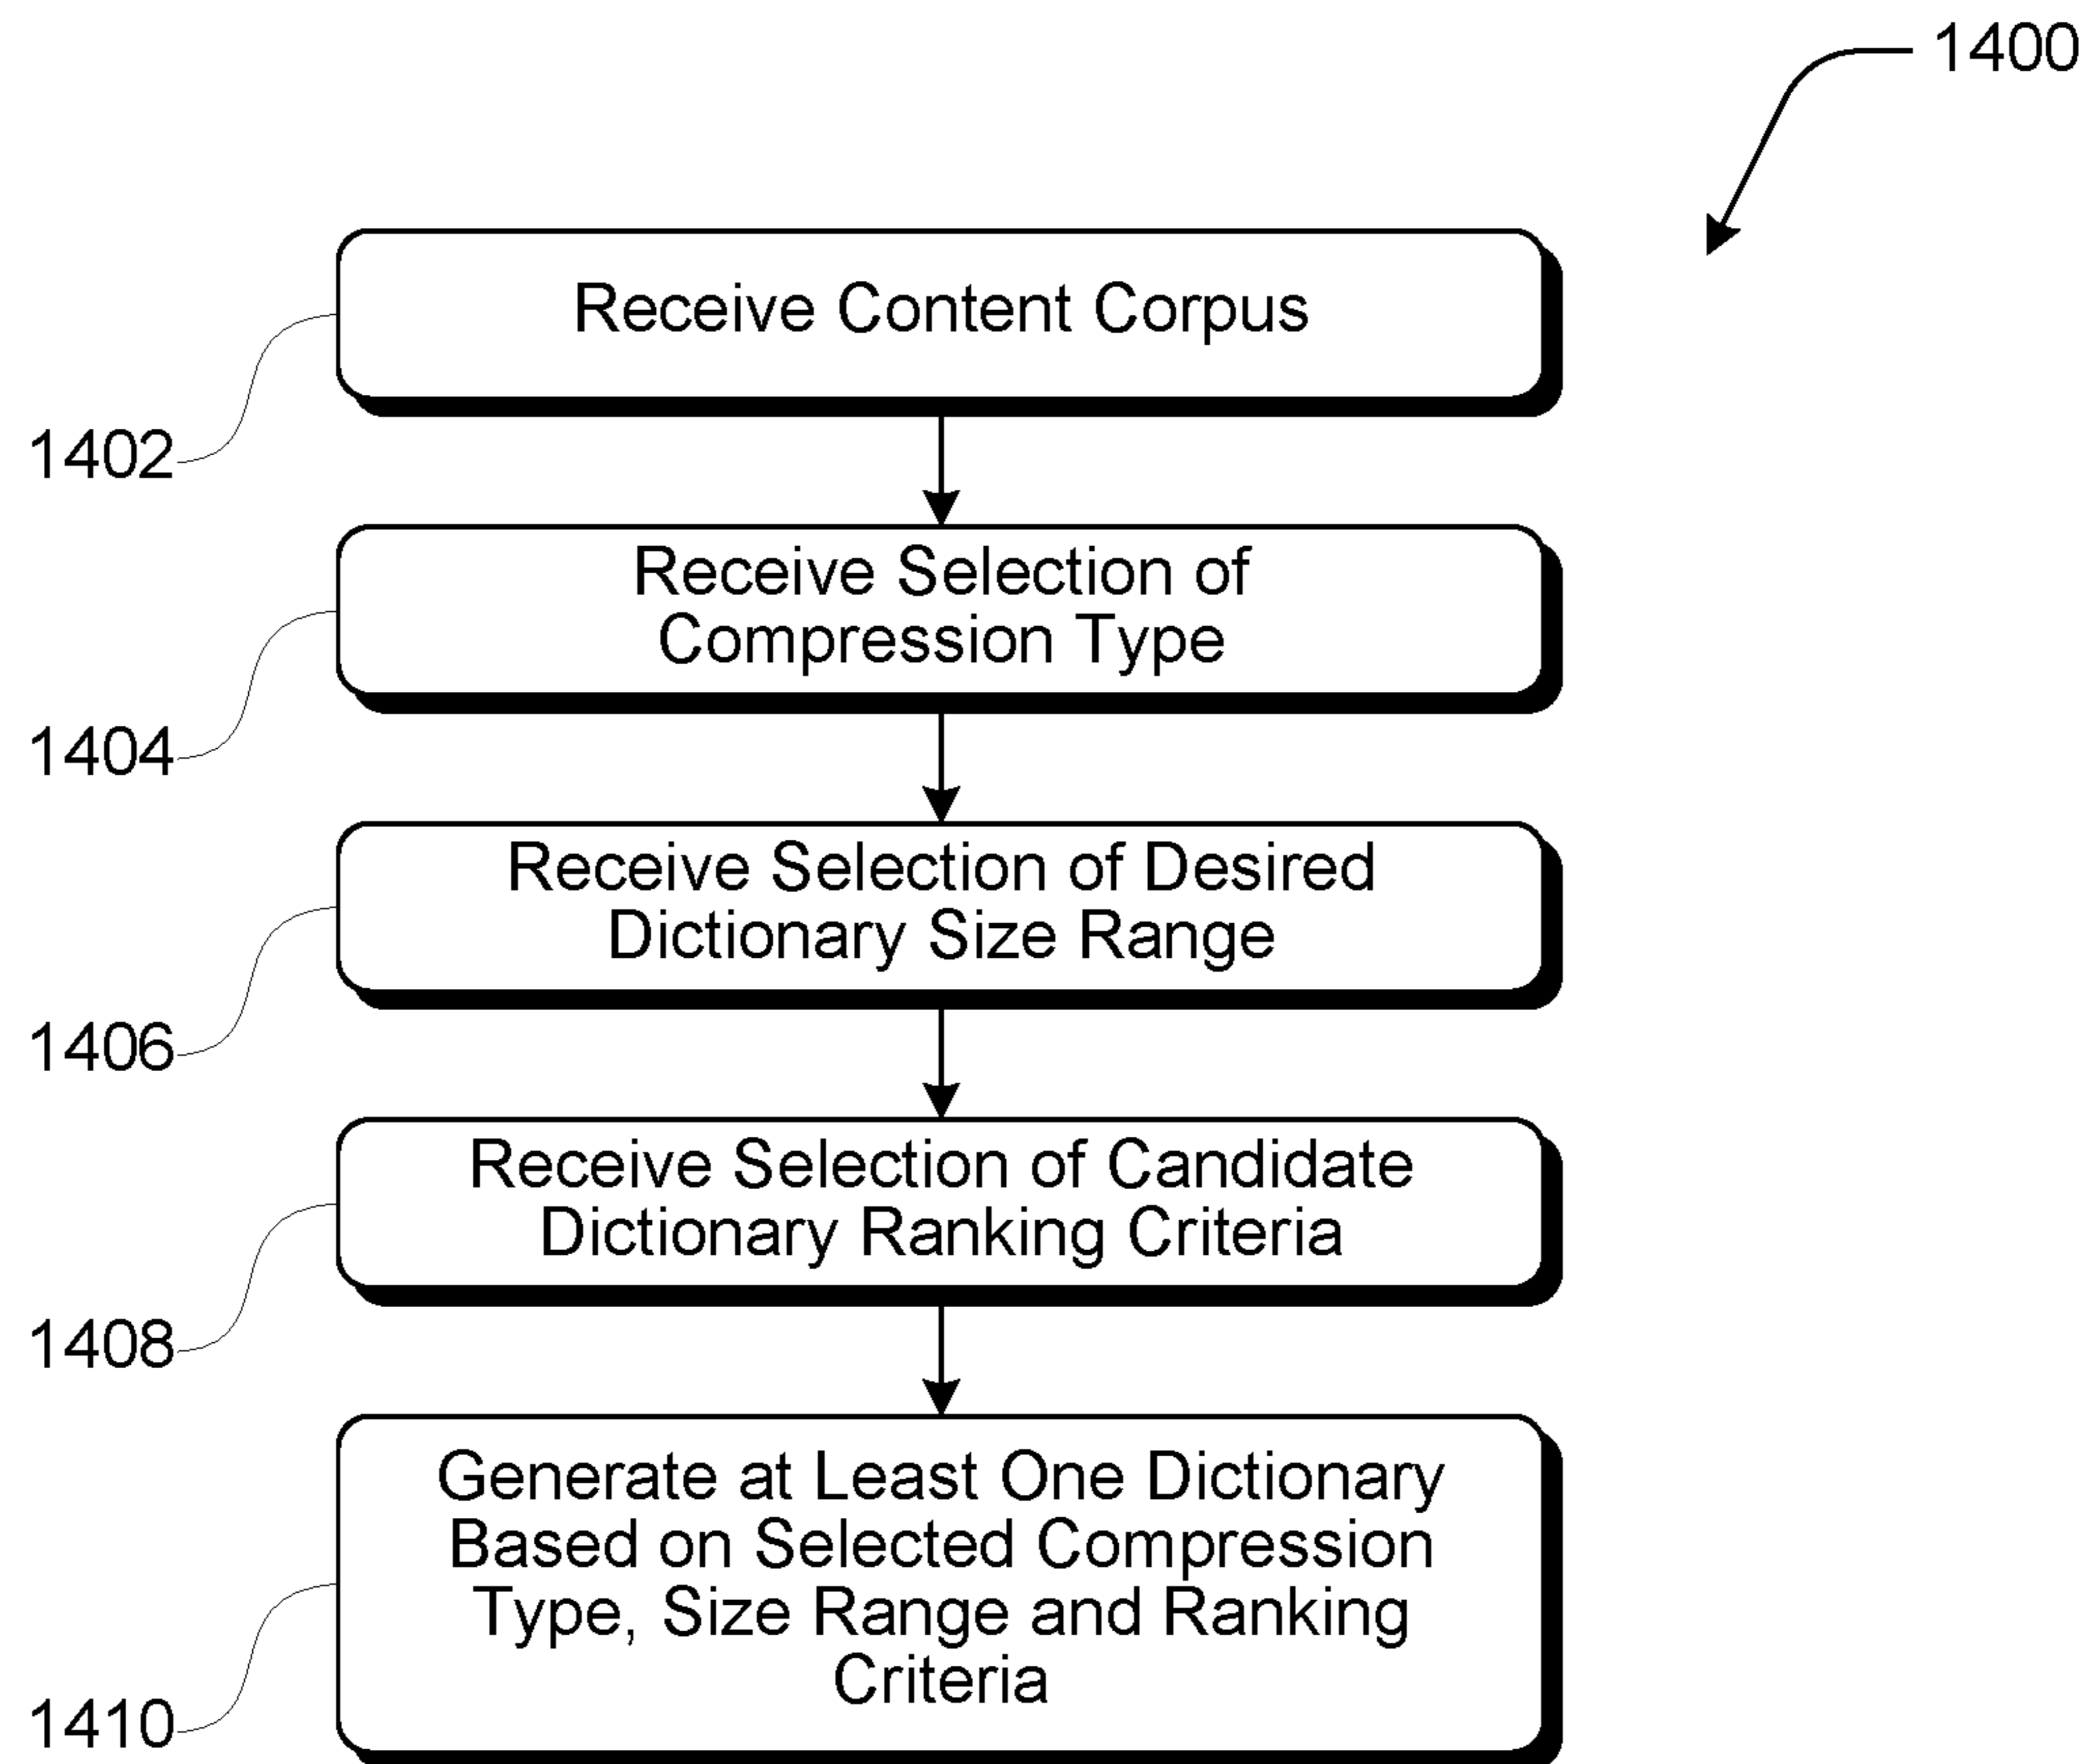 1400
Receive Content Corpus
1402
Receive Selection of
Compression Type
1404
Receive Selection of Desired
Dictionary Size Range
1406
Receive Selection of Candidate
Dictionary Ranking Criteria
1408
Generate at Least One Dictionary
Based on Selected Compression
Type, Size Range and Ranking
Criteria
1410